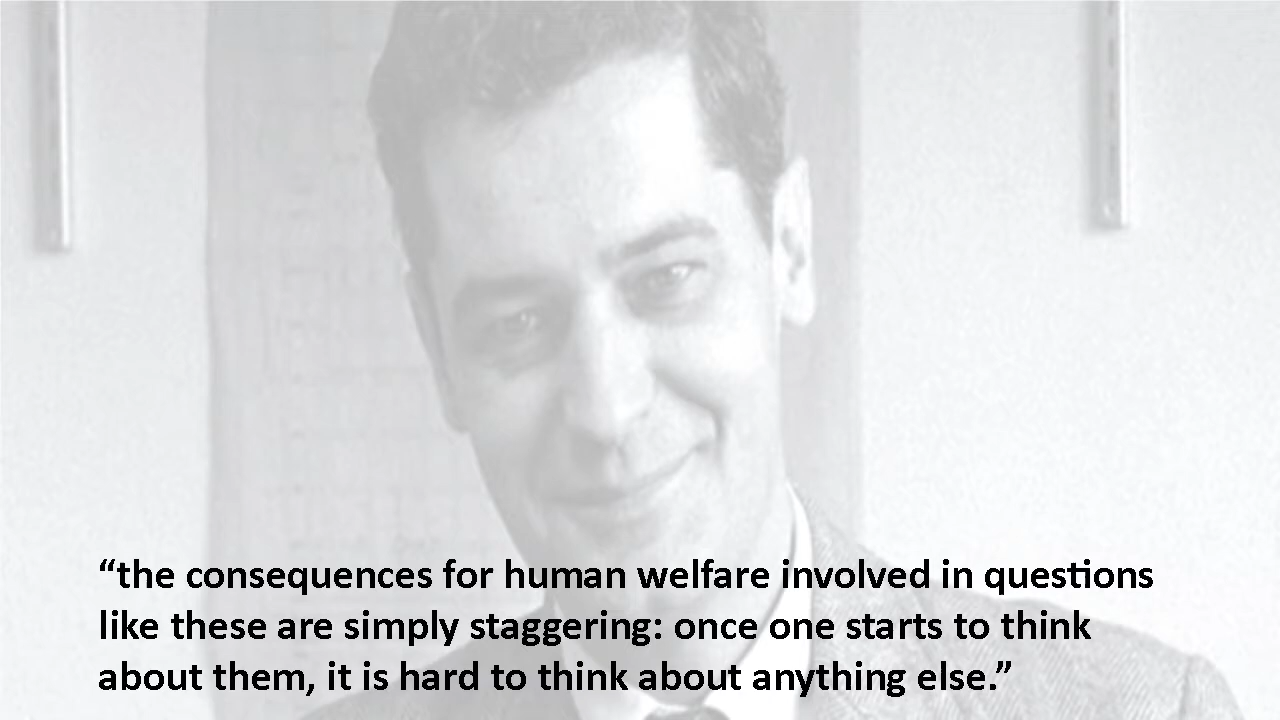 “the consequences for human welfare involved in questions
like these are simply staggering: once one starts to think
about them, it is hard to think about anything else.”